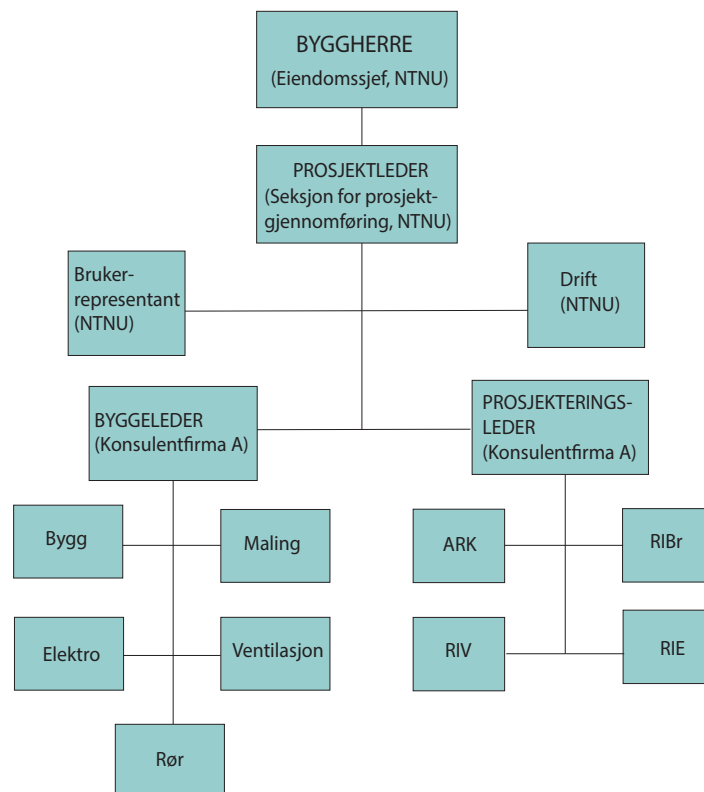 BYGGHERRE
(Eiendomssjef, NTNU)
PROSJEKTLEDER
(Seksjon for prosjekt-
gjennomføring, NTNU)
Bruker-
representant
(NTNU)
Drift
(NTNU)
BYGGELEDER
(Konsulentfirma A)
PROSJEKTERINGS-
LEDER
(Konsulentfirma A)
Bygg
Maling
ARK
RIBr
Elektro
Ventilasjon
RIV
RIE
Rør